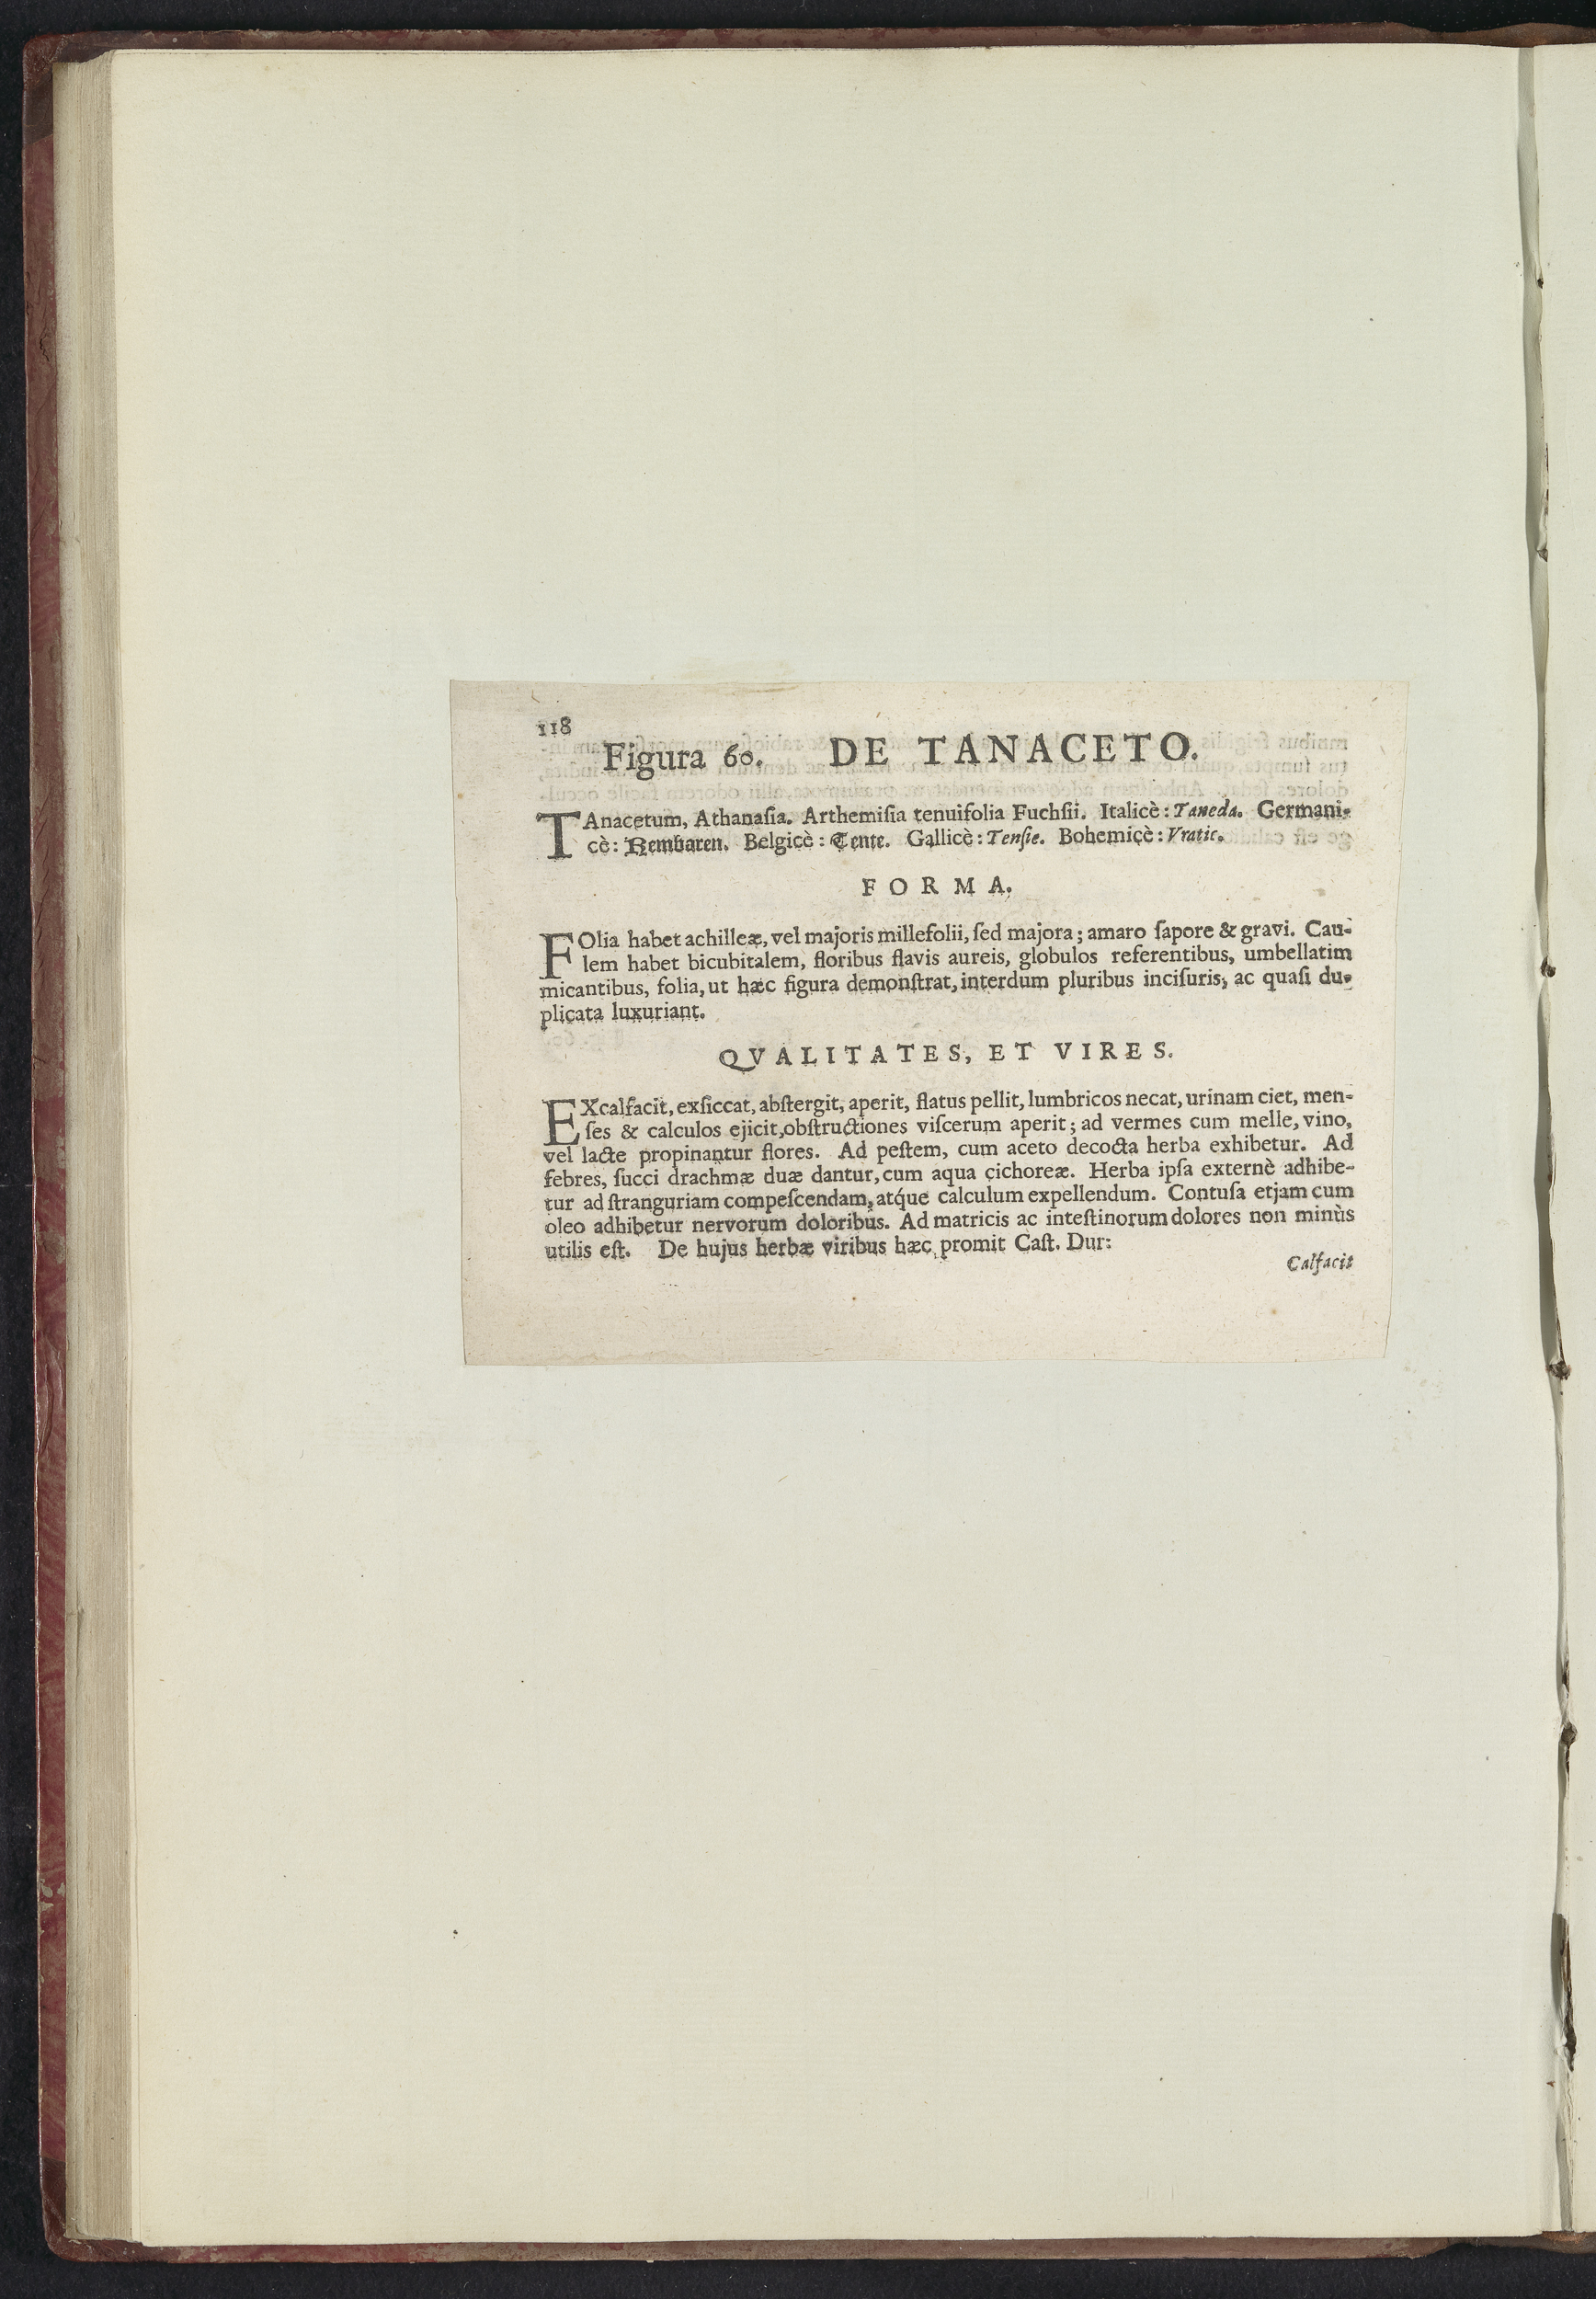 118
Figura 60. DE TANACETO.
TAnacetum, Athanaſia. Arthemiſia tenuifolia Fuchſii. Italicè: Taneda. Germani-
cè: Remfaren. Belgicè: Tente. Gallicè: Tenſie. Bohemicè: Vratic.
FORMA.
FOlia habet achilleæ, vel majoris millefolii, ſed majora; amaro ſapore & gravi. Cau-
lem habet bicubitalem, floribus flavis aureis, globulos referentibus, umbellatim
micantibus, folia, ut hæc figura demonſtrat, interdum pluribus inciſuris, ac quaſi du-
plicata luxuriant.
QVALITATES, ET VIRES.
EXcalfacit, exſiccat, abſtergit, aperit, flatus pellit, lumbricos necat, urinam ciet, men-
ſes & calculos ejicit, obſtructiones viſcerum aperit; ad vermes cum melle, vino,
vel lacte propinantur flores. Ad peſtem, cum aceto decocta herba exhibetur. Ad
febres, ſucci drachmæ duæ dantur, cum aqua cichoreæ. Herba ipſa externè adhibe-
tur ad ſtranguriam compeſcendam, atq́ue calculum expellendum. Contuſa etjam cum
oleo adhibetur nervorum doloribus. Ad matricis ac inteſtinorum dolores non minùs
utilis eſt. De hujus herbæ viribus hæc promit Caſt. Dur:
Calfacit